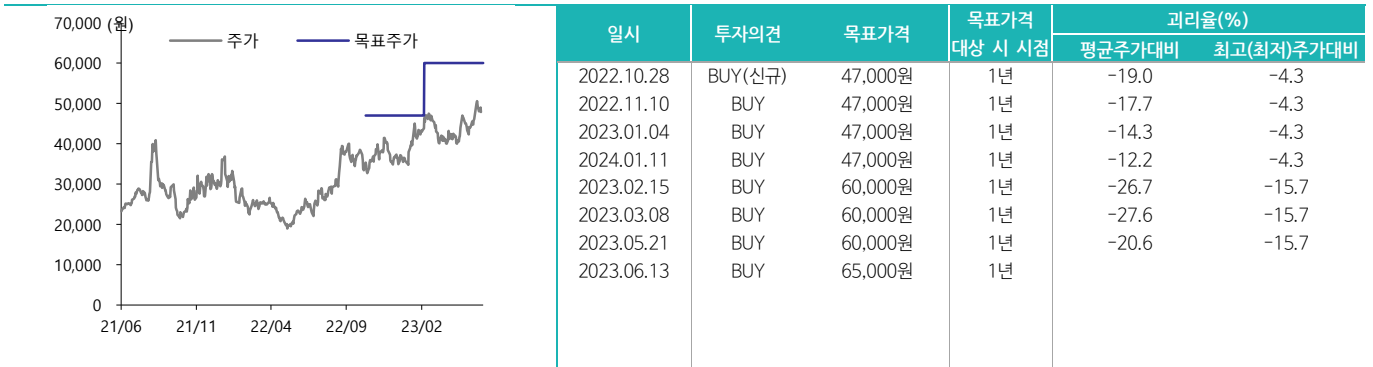 (원)
주가 목표주가
70,000
60,000
50,000
40,000
30,000
20,000
10,000
0
21/06 21/11 22/04 22/09 23/02
일시 투자의견 목표가격 목표가격 대상 시 시점 괴리율(%)
평균주가대비 최고(최저)주가대비
2022.10.28 BUY(신규) 47,000원 1년 -19.0 -4.3
2022.11.10 BUY 47,000원 1년 -17.7 -4.3
2023.01.04 BUY 47,000원 1년 -14.3 -4.3
2024.01.11 BUY 47,000원 1년 -12.2 -4.3
2023.02.15 BUY 60,000원 1년 -26.7 -15.7
2023.03.08 BUY 60,000원 1년 -27.6 -15.7
2023.05.21 BUY 60,000원 1년 -20.6 -15.7
2023.06.13 BUY 65,000원 1년